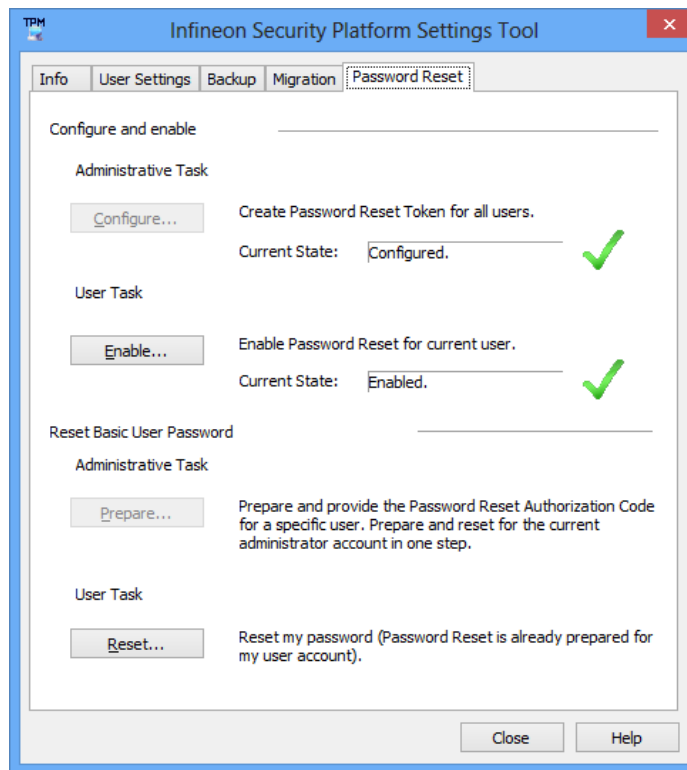 TPM
Infineon Security Platform Settings Tool
Info
User Settings
Backup
Migration
Password Reset
Configure and enable
Administrative Task
Configure...
Create Password Reset Token for all users.
Current State:
Configured.
User Task
Enable...
Enable Password Reset for current user.
Current State:
Enabled.
Reset Basic User Password
Administrative Task
Prepare...
Prepare and provide the Password Reset Authorization Code
for a specific user. Prepare and reset for the current
administrator account in one step.
User Task
Reset...
Reset my password (Password Reset is already prepared for
my user account).
Close
Help